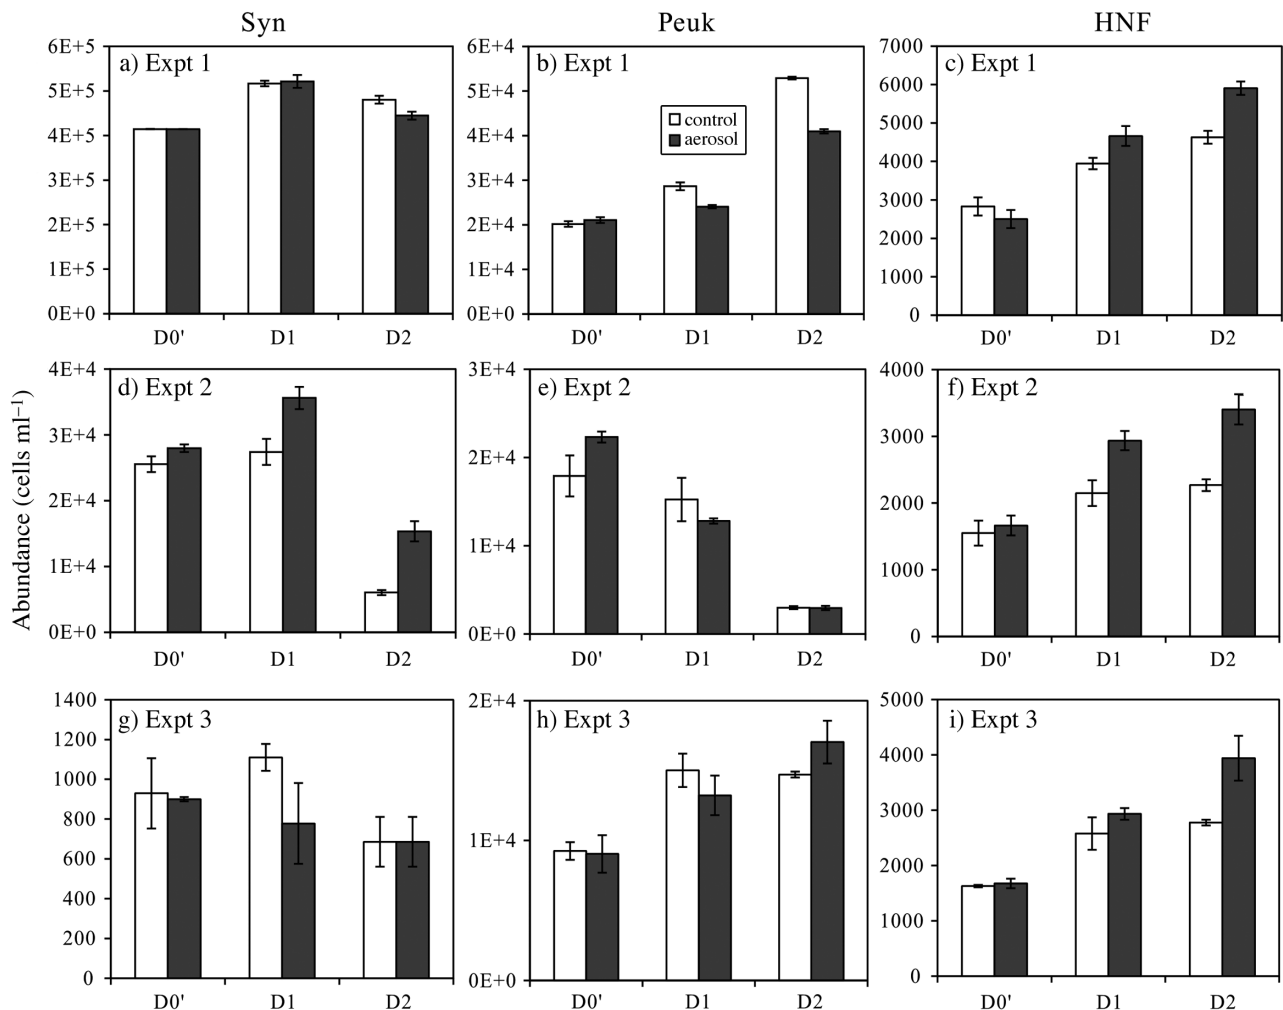 Syn
Peuk
HNF
Abundance (cells ml⁻¹)
a) Expt 1
6E+5
5E+5
4E+5
3E+5
2E+5
1E+5
0E+0
D0' D1 D2
b) Expt 1
control
aerosol
6E+4
5E+4
4E+4
3E+4
2E+4
1E+4
0E+0
D0' D1 D2
c) Expt 1
7000
6000
5000
4000
3000
2000
1000
0
D0' D1 D2
d) Expt 2
4E+4
3E+4
2E+4
1E+4
0E+0
D0' D1 D2
e) Expt 2
3E+4
2E+4
1E+4
0E+4
D0' D1 D2
f) Expt 2
4000
3000
2000
1000
0
D0' D1 D2
g) Expt 3
1400
1200
1000
800
600
400
200
0
D0' D1 D2
h) Expt 3
2E+4
1E+4
0E+0
D0' D1 D2
i) Expt 3
5000
4000
3000
2000
1000
0
D0' D1 D2